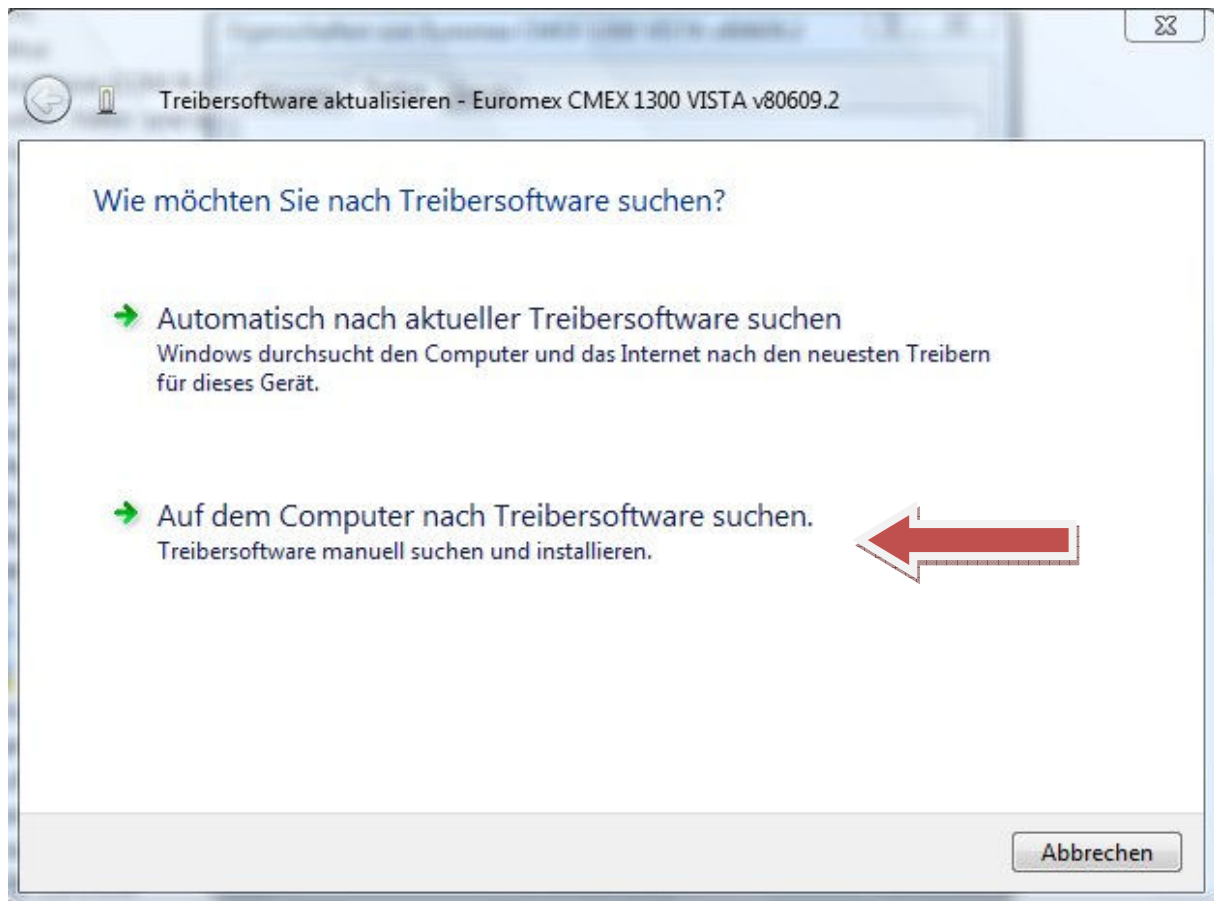 Treibersoftware aktualisieren - Euromex CMEX 1300 VISTA v80609.2
Wie möchten Sie nach Treibersoftware suchen?
Automatisch nach aktueller Treibersoftware suchen
Windows durchsucht den Computer und das Internet nach den neuesten Treibern
für dieses Gerät.
Auf dem Computer nach Treibersoftware suchen.
Treibersoftware manuell suchen und installieren.
Abbrechen